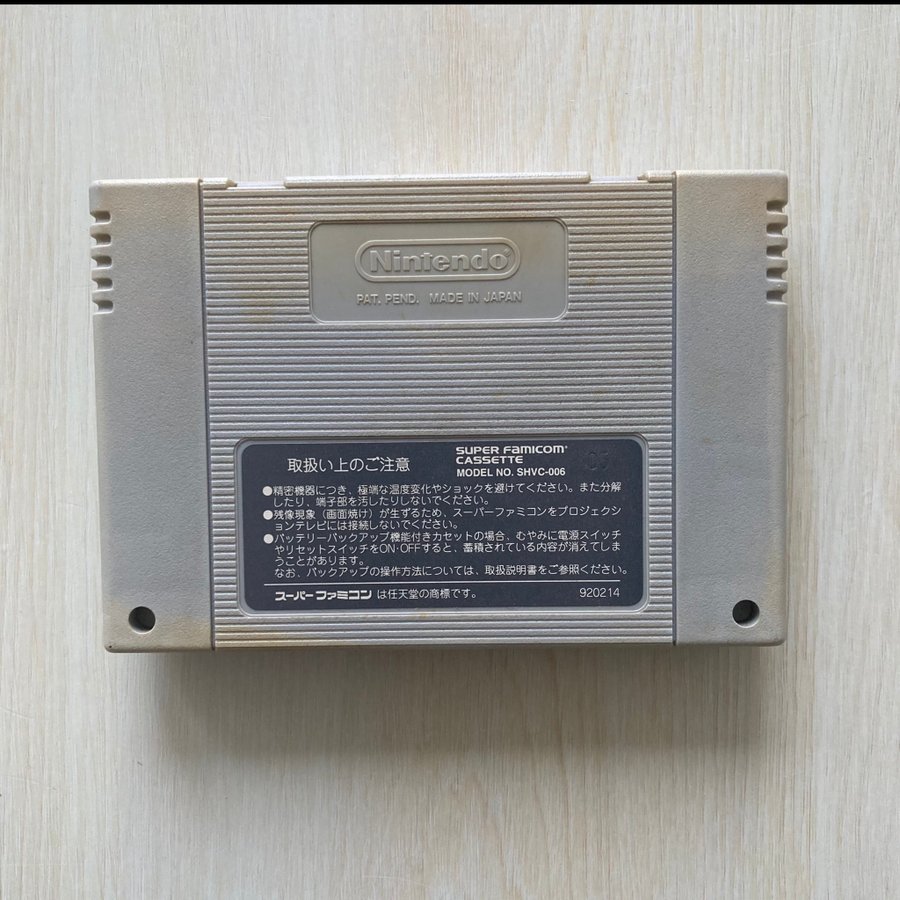 Nintendo
PAT. PEND. MADE IN JAPAN
取扱い上のご注意
SUPER FAMICOM
CASSETTE
MODEL NO. SHVC-006
●精密機器につき、極端な温度変化やショックを避けてください。また分解
したり、端子部を汚したりしないでください。
●残像現象（画面焼け）が生ずるため、スーパーファミコンをプロジェクシ
ョンテレビには接続しないでください。
●バッテリーバックアップ機能付きカセットの場合、むやみに電源スイッチ
やリセットスイッチをON·OFFすると、蓄積されている内容が消えてしま
うことがあります。
なお、バックアップの操作方法については、取扱説明書をご参照ください。
スーパーファミコンは任天堂の商標です。
920214